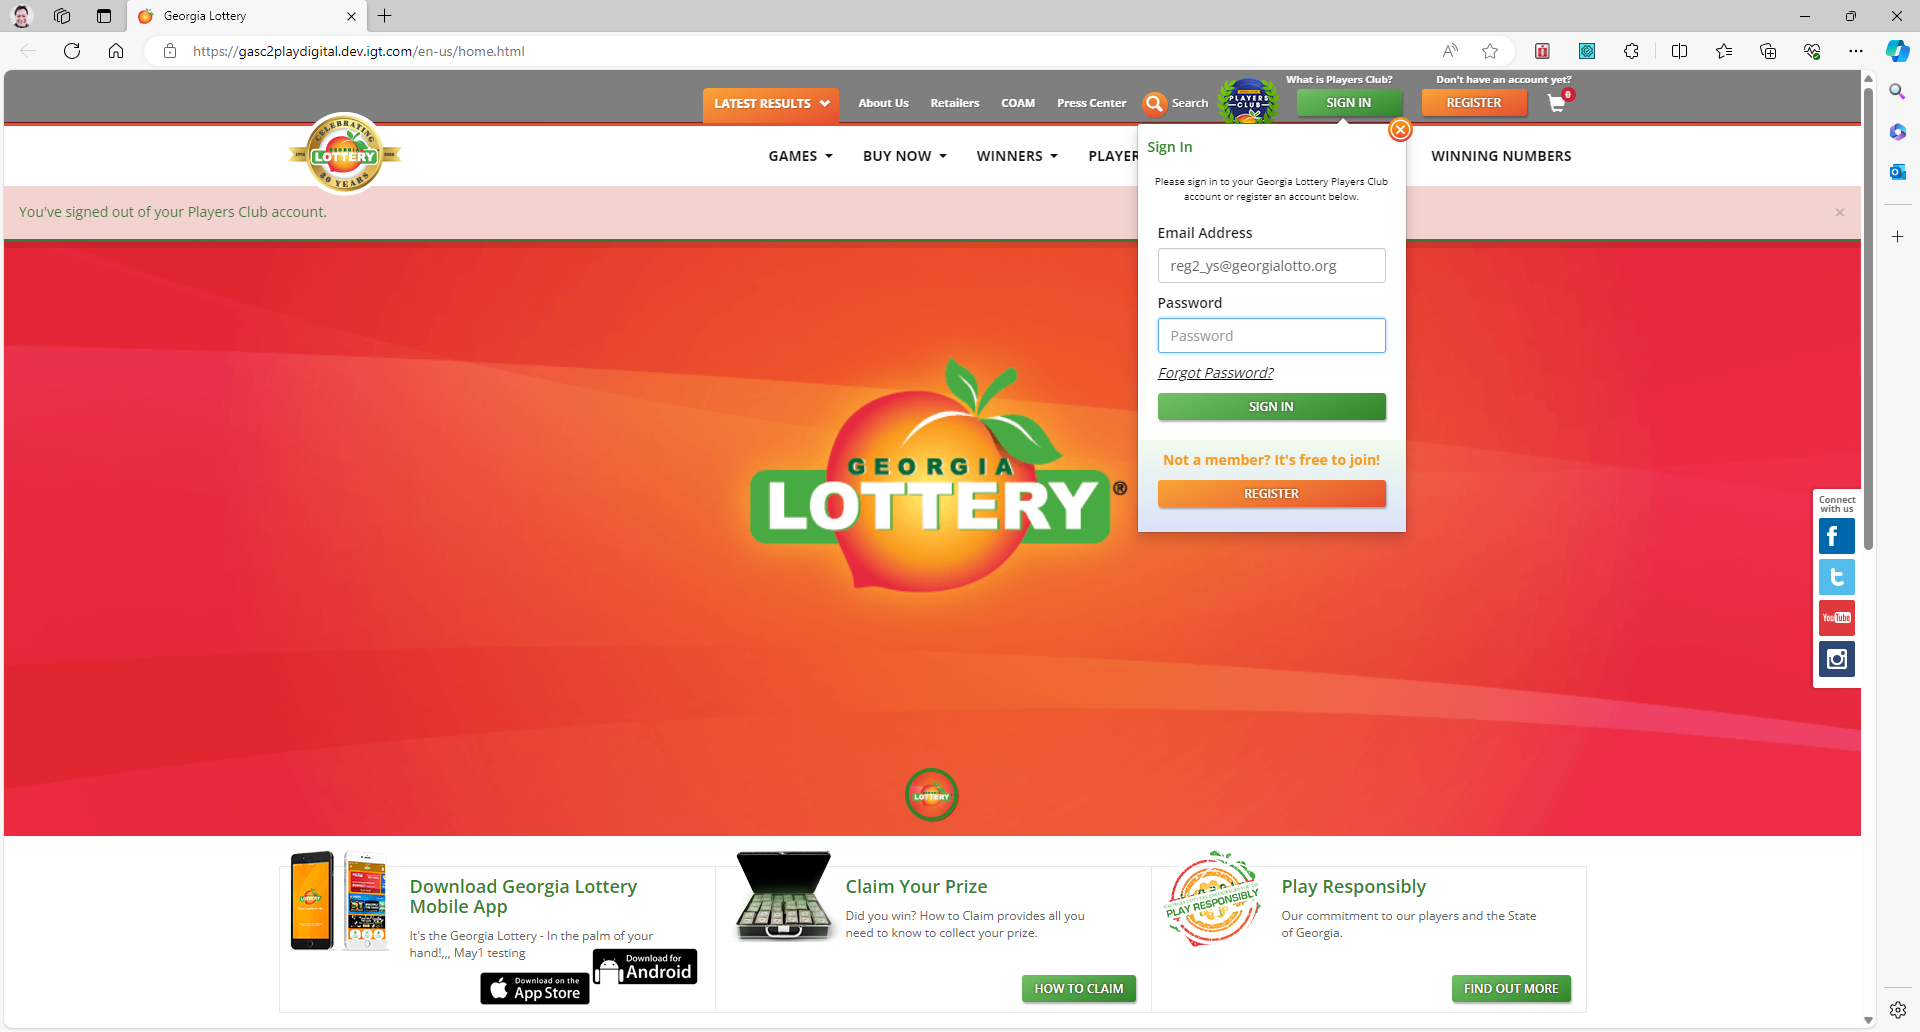 Georgia Lottery
https://gasc2playdigital.dev.igt.com/en-us/home.html
What is Players Club?
Don't have an account yet?
LATEST RESULTS
About Us
Retailers
COAM
Press Center
Search
PLAYERS
CLUB
SIGN IN
REGISTER
0
CELEBRATING
GEORGIA
LOTTERY
30 YEARS
GAMES
BUY NOW
WINNERS
PLAYER
WINNING NUMBERS
You've signed out of your Players Club account.
Sign In
Please sign in to your Georgia Lottery Players Club
account or register an account below.
Email Address
reg2_ys@georgialotto.org
Password
Password
Forgot Password?
SIGN IN
Not a member? It's free to join!
REGISTER
GEORGIA
LOTTERY®
Connect
with us
You Tube
LOTTERY
Download Georgia Lottery
Mobile App
It's the Georgia Lottery - In the palm of your
hand!,,, May1 testing
Download on the
App Store
Download for
Android
Claim Your Prize
Did you win? How to Claim provides all you
need to know to collect your prize.
HOW TO CLAIM
PLAY RESPONSIBLY
Play Responsibly
Our commitment to our players and the State
of Georgia.
FIND OUT MORE